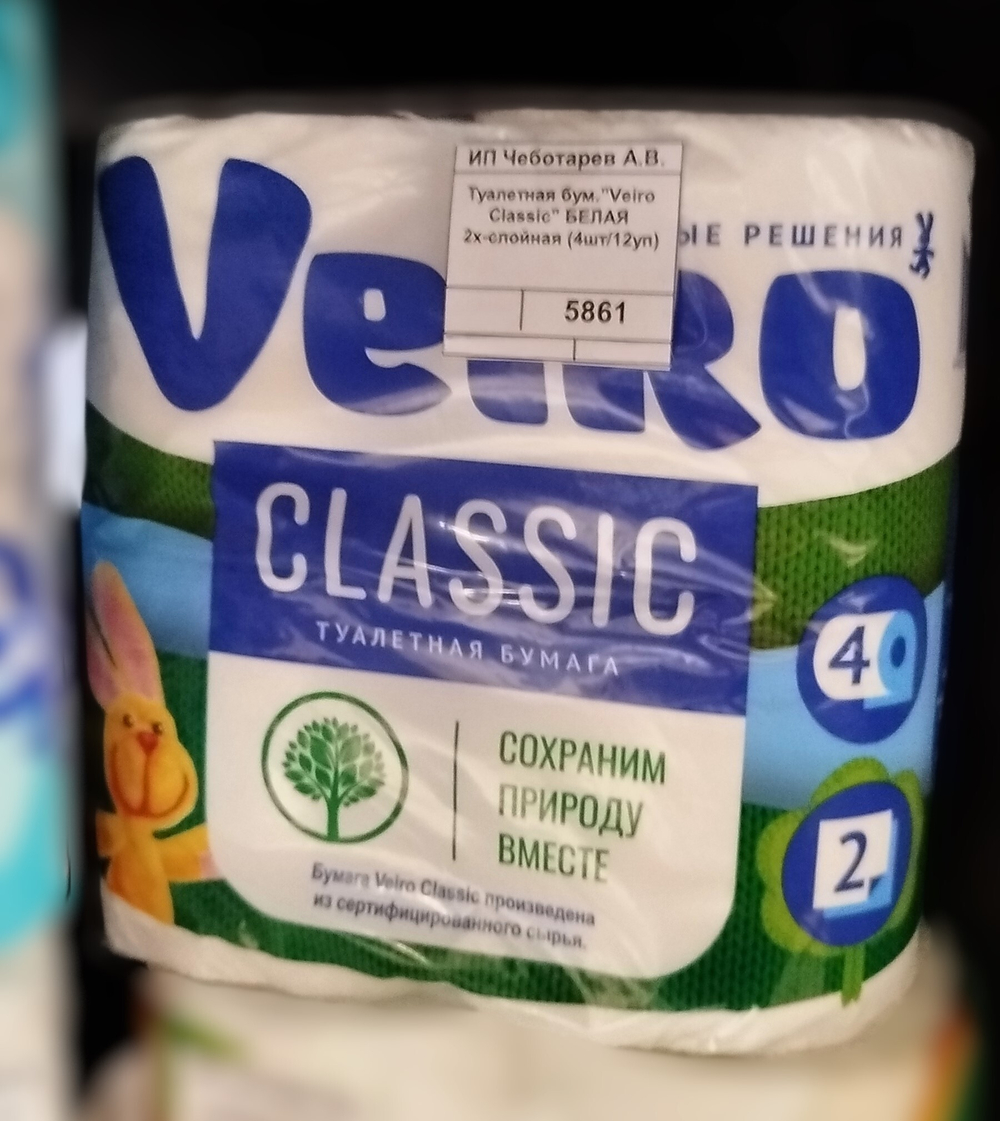 ИП Чеботарев А.В.
Туалетная бум."Veiro
Classic" БЕЛАЯ
2х-слойная (4шт/12уп)
5861
ЫЕ РЕШЕНИЯ
Veiro
CLASSIC
ТУАЛЕТНАЯ БУМАГА
4
СОХРАНИМ
ПРИРОДУ
ВМЕСТЕ
2
Бумага Veiro Classic произведена
из сертифицированного сырья.